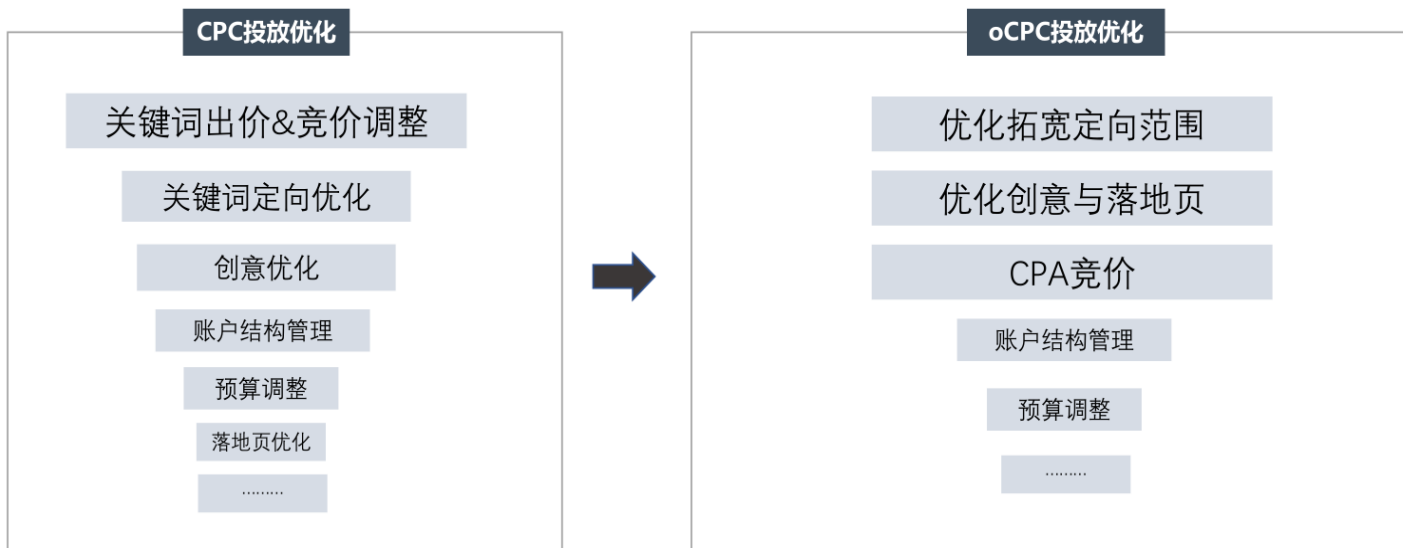 CPC投放优化
关键词出价&竞价调整
关键词定向优化
创意优化
账户结构管理
预算调整
落地页优化
………
oCPC投放优化
优化拓宽定向范围
优化创意与落地页
CPA竞价
账户结构管理
预算调整
………